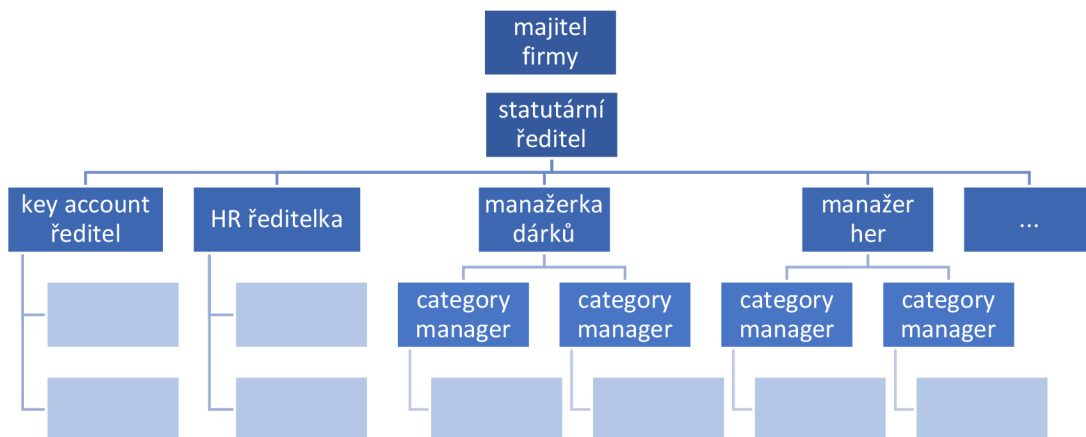 majitel
firmy
statutární
ředitel
key account
ředitel
HR ředitelka
manažerka
dárků
manažer
her
...
category
manager
category
manager
category
manager
category
manager